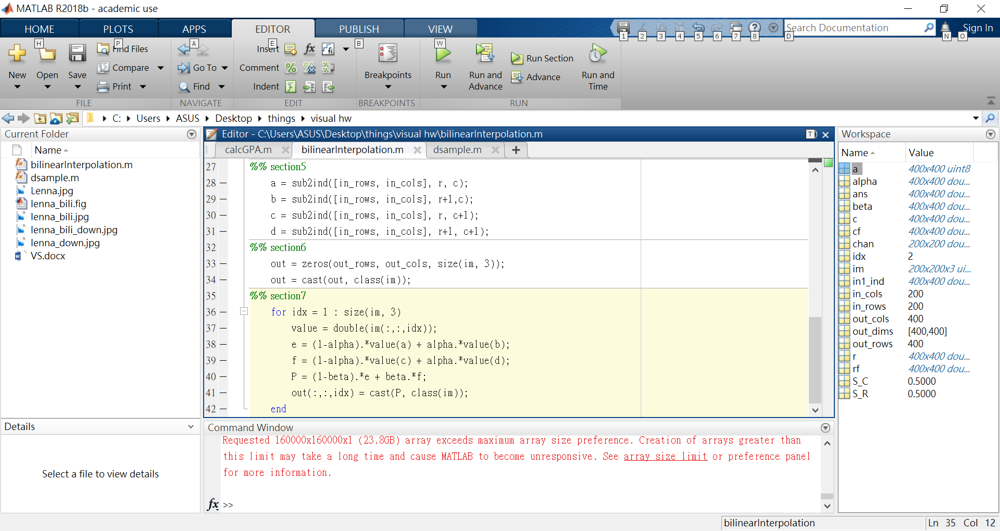 MATLAB R2018b - academic use
HOME PLOTS APPS EDITOR PUBLISH VIEW
Search Documentation
Sign In
H P A E B W 1 2 3 4 5 6 7 8 D N O
New
Open
Save
Find Files
Compare
Print
FILE
Go To
Find
NAVIGATE
Insert
Comment
Indent
EDIT
Breakpoints
BREAKPOINTS
Run
Run and Advance
Run Section
Advance
Run and Time
RUN
C: Users ASUS Desktop things visual hw
Current Folder
Name
bilinearInterpolation.m
dsample.m
Lenna.jpg
lenna_bili.fig
lenna_bili.jpg
lenna_bili_down.jpg
lenna_down.jpg
VS.docx
Details
Select a file to view details
Editor - C:\Users\ASUS\Desktop\things\visual hw\bilinearInterpolation.m
T
calcGPA.m bilinearInterpolation.m dsample.m
27 %% section5
28 a = sub2ind([in_rows, in_cols], r, c);
29 b = sub2ind([in_rows, in_cols], r+1,c);
30 c = sub2ind([in_rows, in_cols], r, c+1);
31 d = sub2ind([in_rows, in_cols], r+1, c+1);
32 %% section6
33 out = zeros(out_rows, out_cols, size(im, 3));
34 out = cast(out, class(im));
35 %% section7
36 for idx = 1 : size(im, 3)
37 value = double(im(:,:,idx));
38 e = (1-alpha).*value(a) + alpha.*value(b);
39 f = (1-alpha).*value(c) + alpha.*value(d);
40 P = (1-beta).*e + beta.*f;
41 out(:,:,idx) = cast(P, class(im));
42 end
Command Window
Requested 160000x160000x1 (23.8GB) array exceeds maximum array size preference. Creation of arrays greater than
this limit may take a long time and cause MATLAB to become unresponsive. See array size limit or preference panel
for more information.
fx >>
Workspace
Name Value
a 400x400 uint8
alpha 400x400 dou...
ans 400x400 dou...
beta 400x400 dou...
c 400x400 dou...
cf 400x400 dou...
chan 200x200 dou...
idx 2
im 200x200x3 ui...
in1_ind 400x400 dou...
in_cols 200
in_rows 200
out_cols 400
out_dims [400,400]
out_rows 400
r 400x400 dou...
rf 400x400 dou...
S_C 0.5000
S_R 0.5000
bilinearInterpolation
Ln 35 Col 12